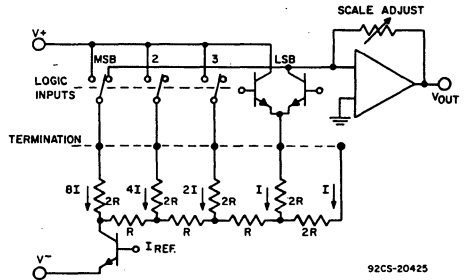 SCALE ADJUST
V+
MSB 2 3 LSB
LOGIC
INPUTS
VOUT
TERMINATION
8I 2R 4I 2R 2I 2R I 2R I
R R R 2R
I REF.
V-
92CS-20425